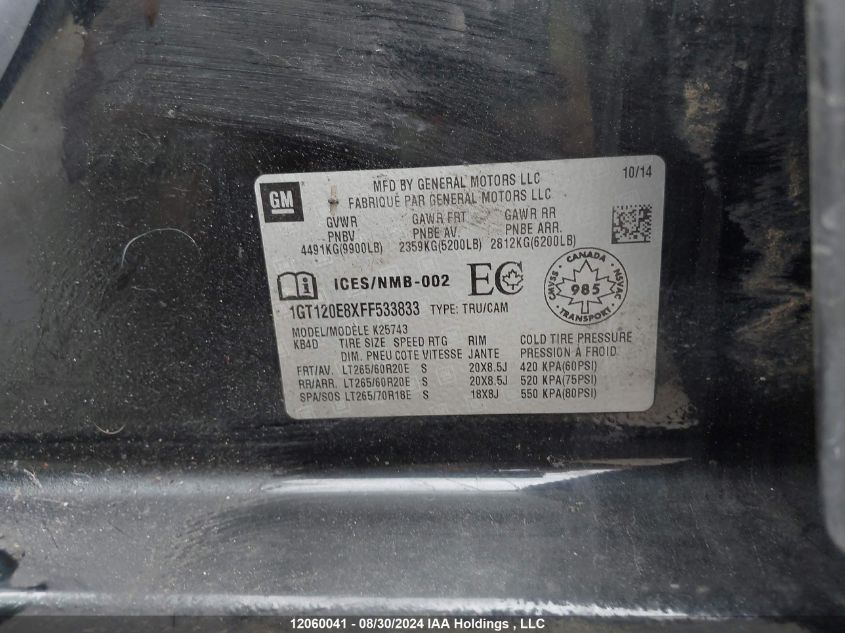 GM
MFD BY GENERAL MOTORS LLC
10/14
FABRIQUÉ PAR GENERAL MOTORS LLC
GVWR GAWR FRT GAWR RR
PNBV PNBE AV. PNBE ARR.
4491KG(9900LB) 2359KG(5200LB) 2812KG(6200LB)
ICES/NMB-002 EC
CANADA
CMVSS 985 NSVAC
TRANSPORT
1GT120E8XFF533833 TYPE: TRU/CAM
MODEL/MODÈLE K25743
KB4D TIRE SIZE SPEED RTG RIM COLD TIRE PRESSURE
DIM. PNEU COTE VITESSE JANTE PRESSION À FROID
FRT/AV. LT265/60R20E S 20X8.5J 420 KPA(60PSI)
RR/ARR. LT265/60R20E S 20X8.5J 520 KPA(75PSI)
SPA/SOS LT265/70R18E S 18X8J 550 KPA(80PSI)
12060041 - 08/30/2024 IAA Holdings , LLC